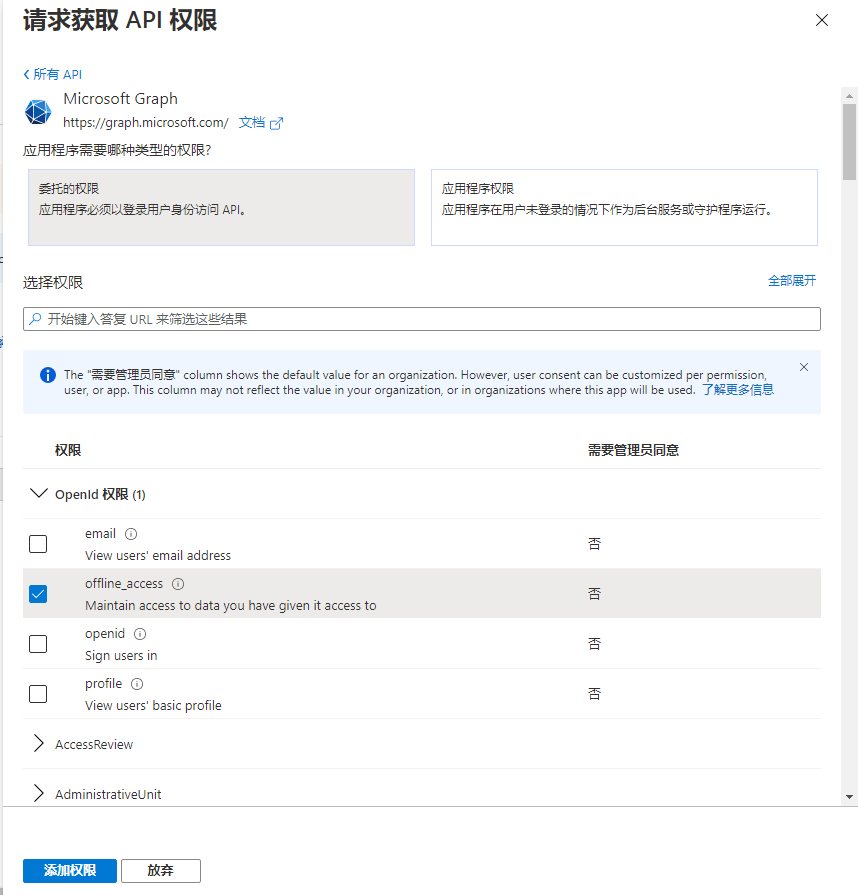 请求获取 API 权限
所有 API
Microsoft Graph
https://graph.microsoft.com/ 文档
应用程序需要哪种类型的权限?
委托的权限
应用程序必须以登录用户身份访问 API。
应用程序权限
应用程序在用户未登录的情况下作为后台服务或守护程序运行。
选择权限
全部展开
开始键入答复 URL 来筛选这些结果
The "需要管理员同意" column shows the default value for an organization. However, user consent can be customized per permission,
user, or app. This column may not reflect the value in your organization, or in organizations where this app will be used. 了解更多信息
权限 需要管理员同意
OpenId 权限 (1)
email
View users' email address
否
offline_access
Maintain access to data you have given it access to
否
openid
Sign users in
否
profile
View users' basic profile
否
AccessReview
AdministrativeUnit
添加权限 放弃